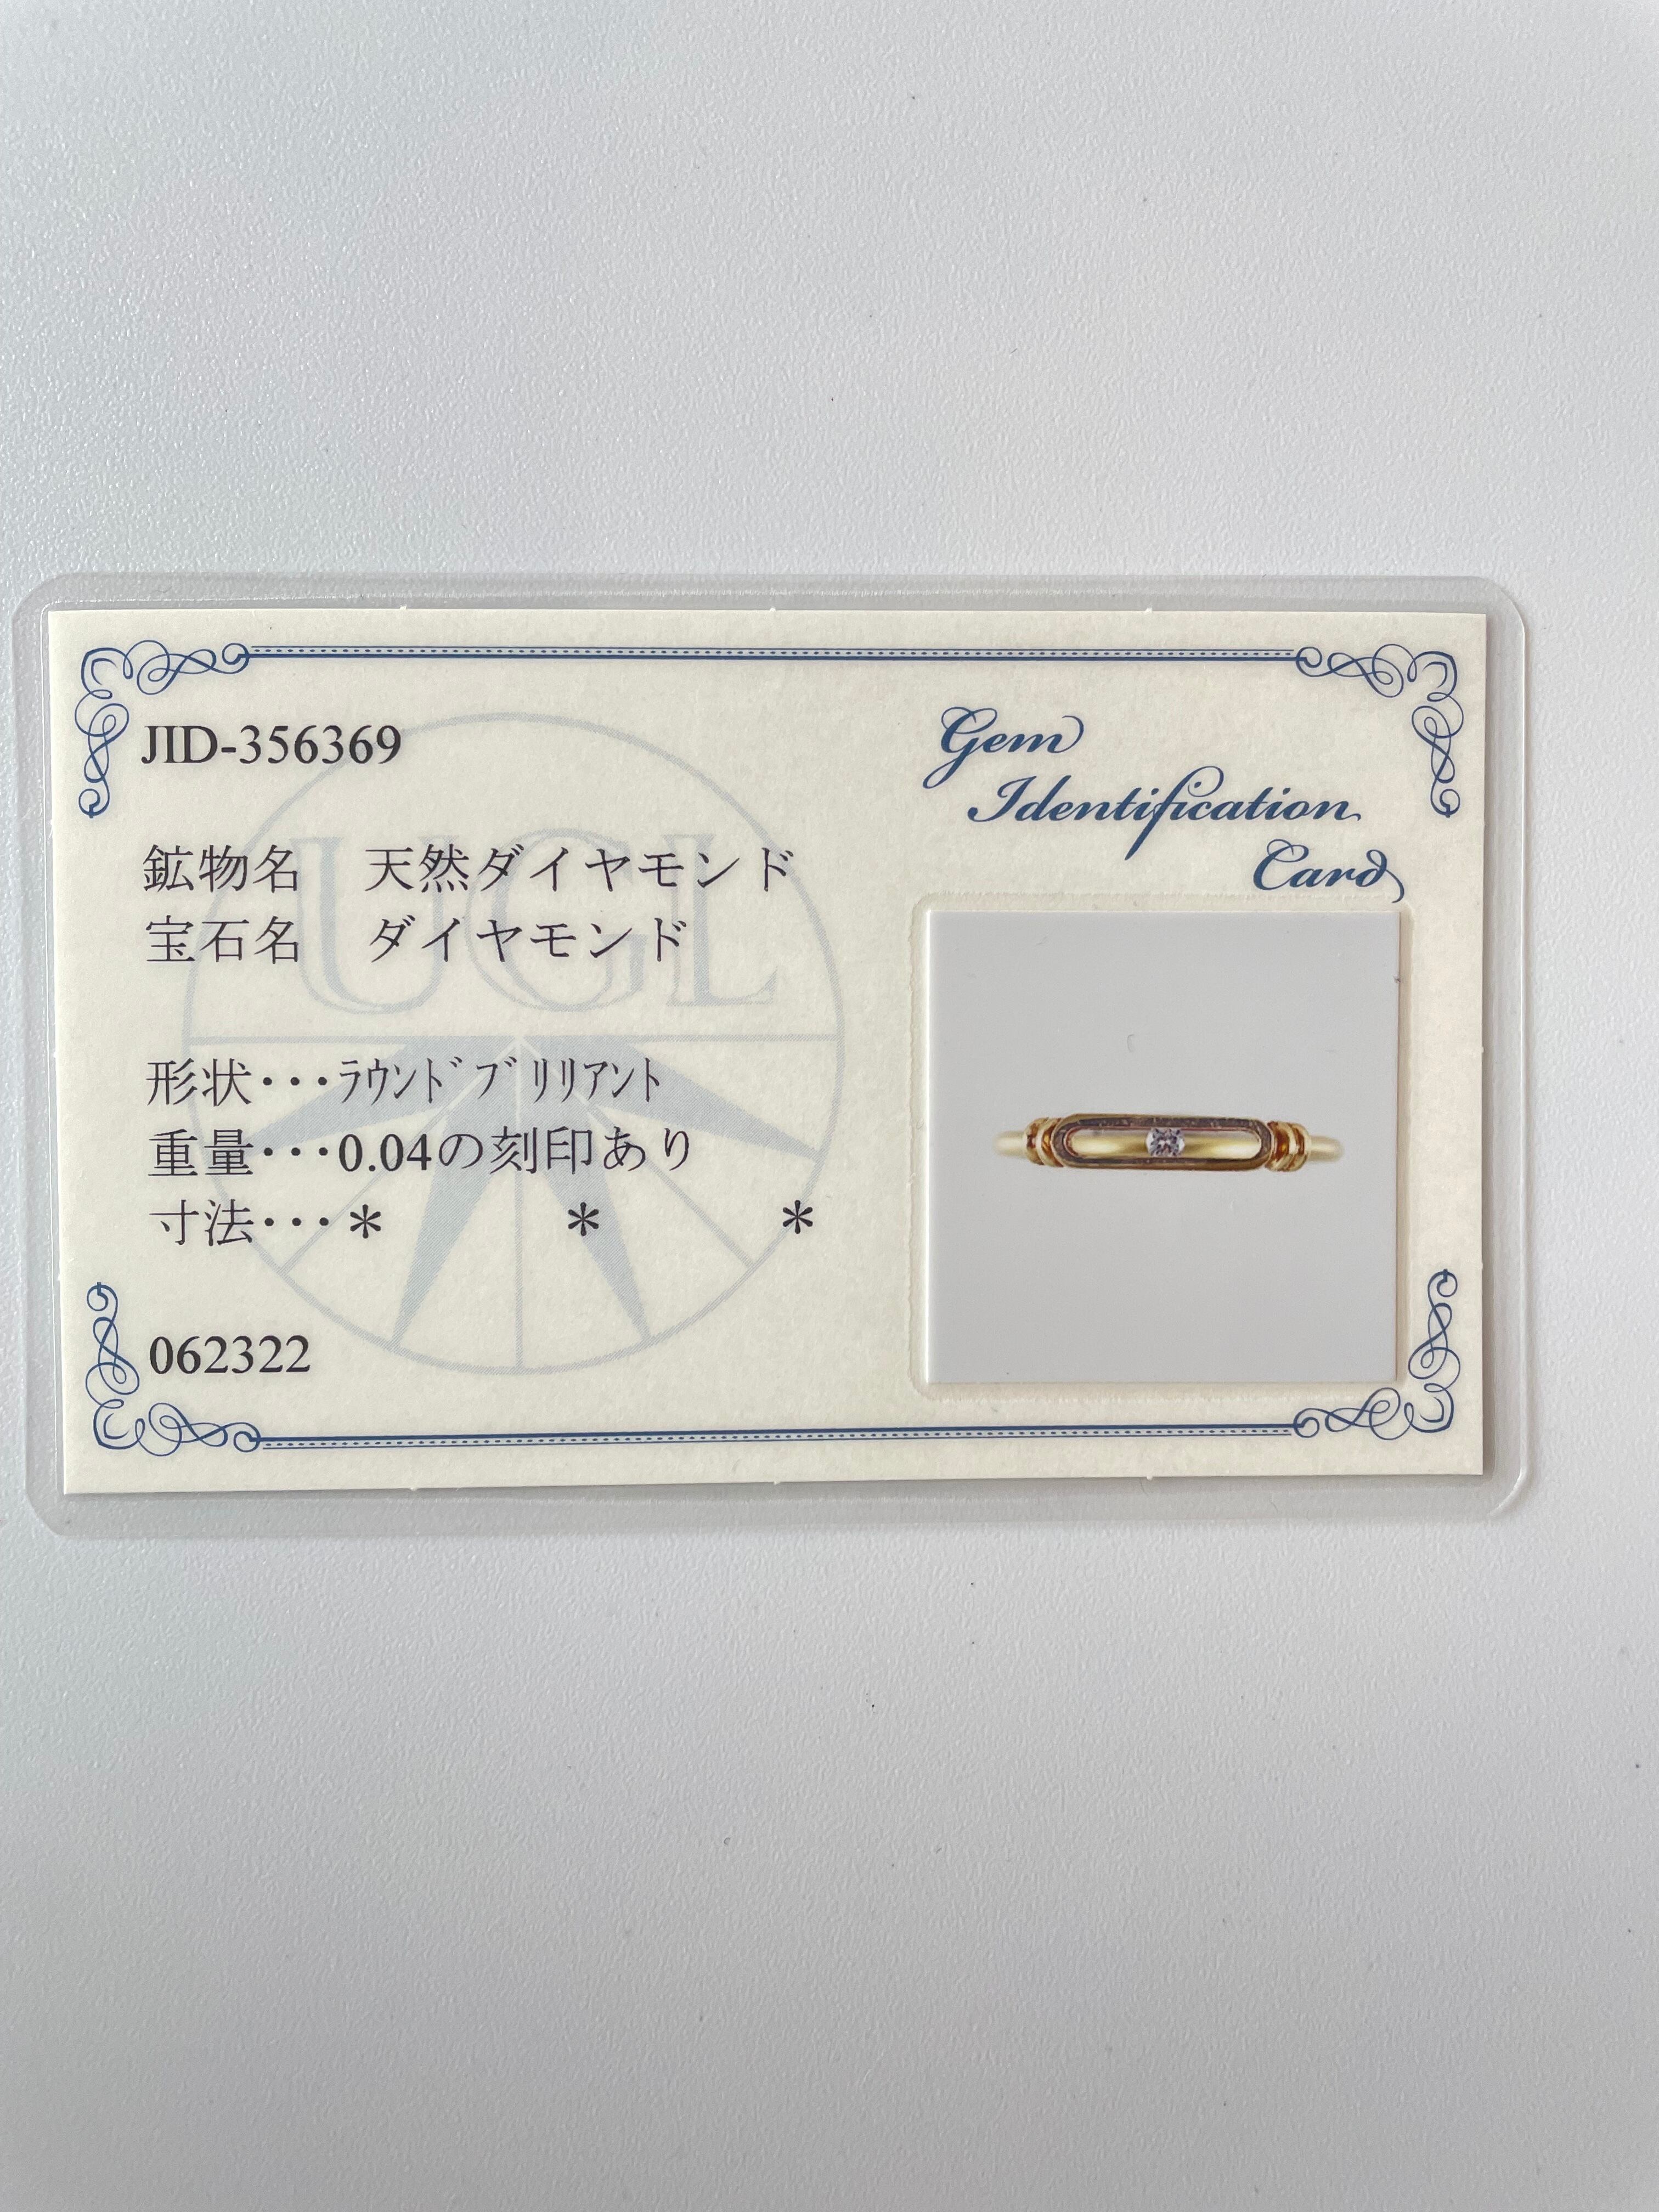 JID-356369
Gem
Identification
Card
鉱物名 天然ダイヤモンド
宝石名 ダイヤモンド
UGL
形状･･･ﾗｳﾝﾄﾞﾌﾞﾘﾘｱﾝﾄ
重量･･･0.04の刻印あり
寸法･･･* * *
062322